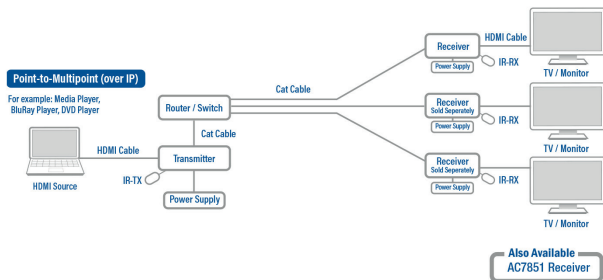 Point-to-Multipoint (over IP)
For example: Media Player,
BluRay Player, DVD Player
HDMI Source
HDMI Cable
IR-TX
Router / Switch
Cat Cable
Transmitter
Power Supply
Cat Cable
Receiver
Power Supply
HDMI Cable
IR-RX
TV / Monitor
Receiver
Sold Seperately
Power Supply
IR-RX
TV / Monitor
Receiver
Sold Seperately
Power Supply
IR-RX
TV / Monitor
Also Available
AC7851 Receiver